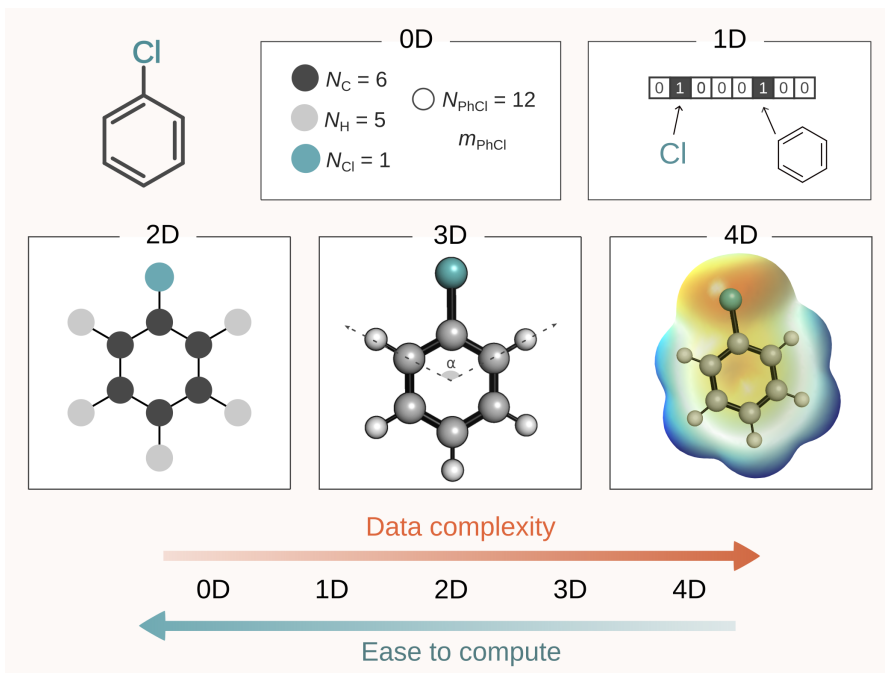 Cl
0D
N_C = 6
N_H = 5
N_Cl = 1
N_PhCl = 12
m_PhCl
1D
0 1 0 0 0 1 0 0
Cl
2D
3D
α
4D
Data complexity
0D 1D 2D 3D 4D
Ease to compute